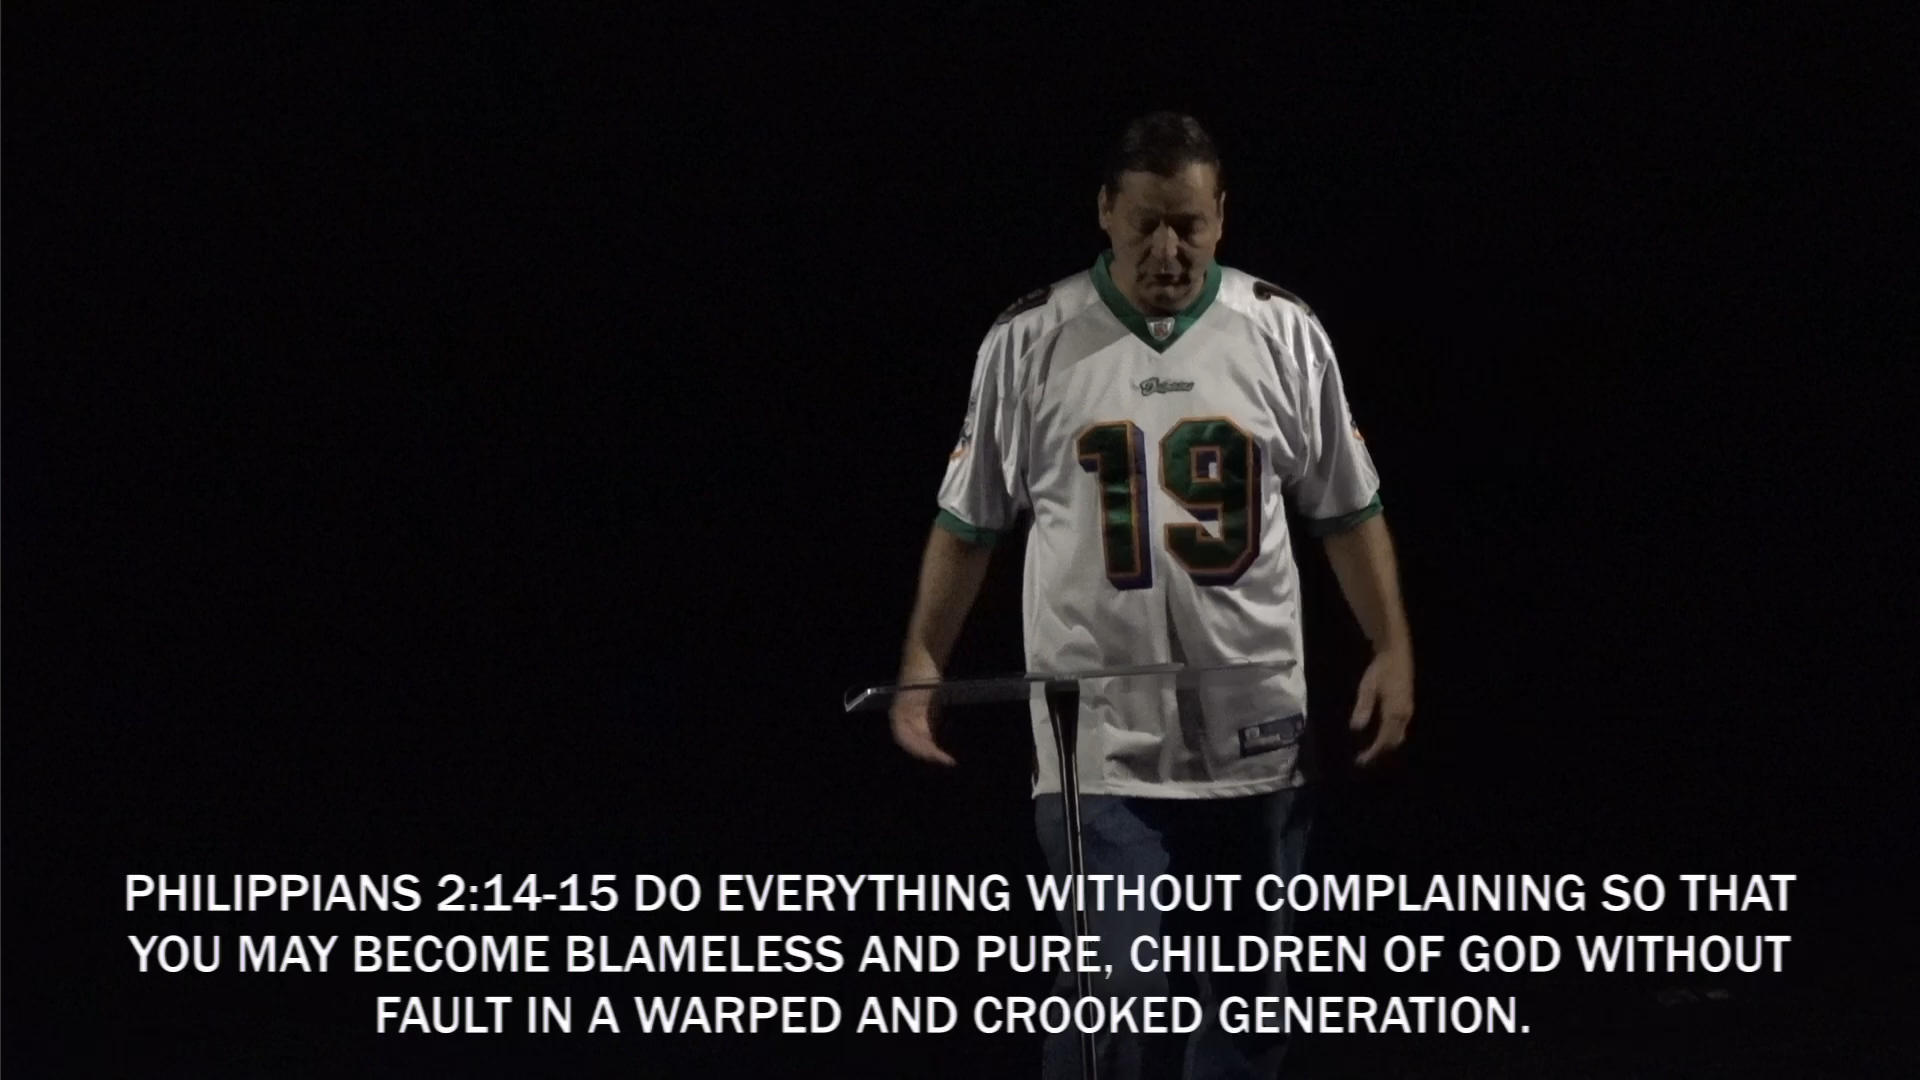 Dolphins
19
PHILIPPIANS 2:14-15 DO EVERYTHING WITHOUT COMPLAINING SO THAT
YOU MAY BECOME BLAMELESS AND PURE, CHILDREN OF GOD WITHOUT
FAULT IN A WARPED AND CROOKED GENERATION.